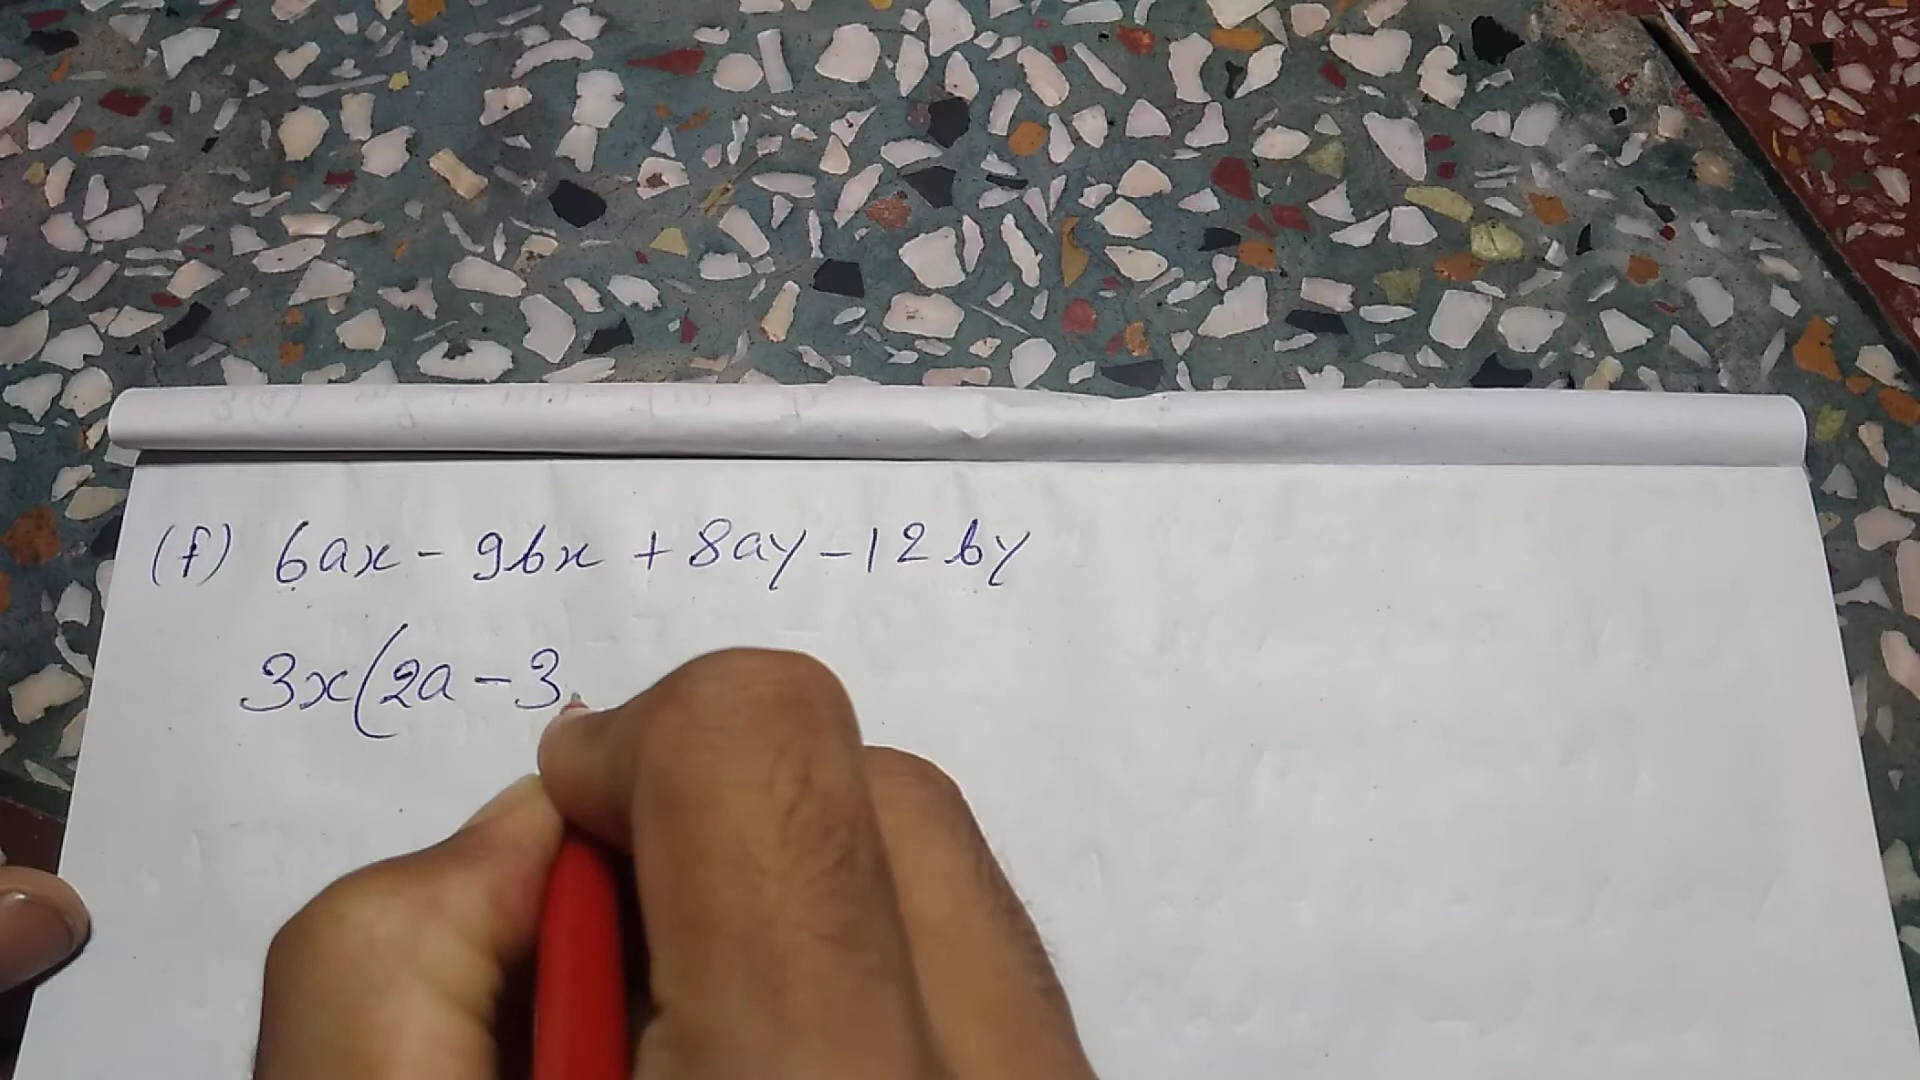 (f) 6ax - 9bx + 8ay - 12by
3x(2a - 3